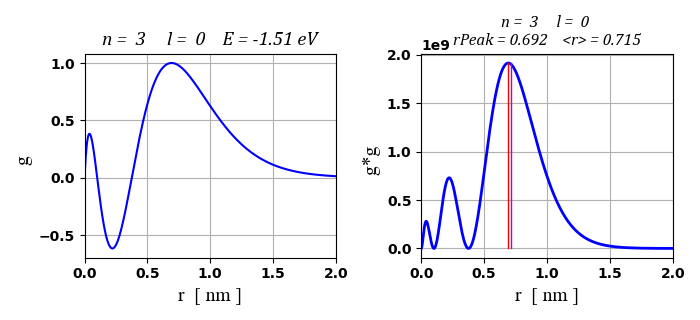 n = 3 l = 0 E = -1.51 eV
1.0
0.5
0.0
−0.5
g
0.0 0.5 1.0 1.5 2.0
r [ nm ]
n = 3 l = 0
rPeak = 0.692 <r> = 0.715
1e9
2.0
1.5
1.0
0.5
0.0
g*g
0.0 0.5 1.0 1.5 2.0
r [ nm ]